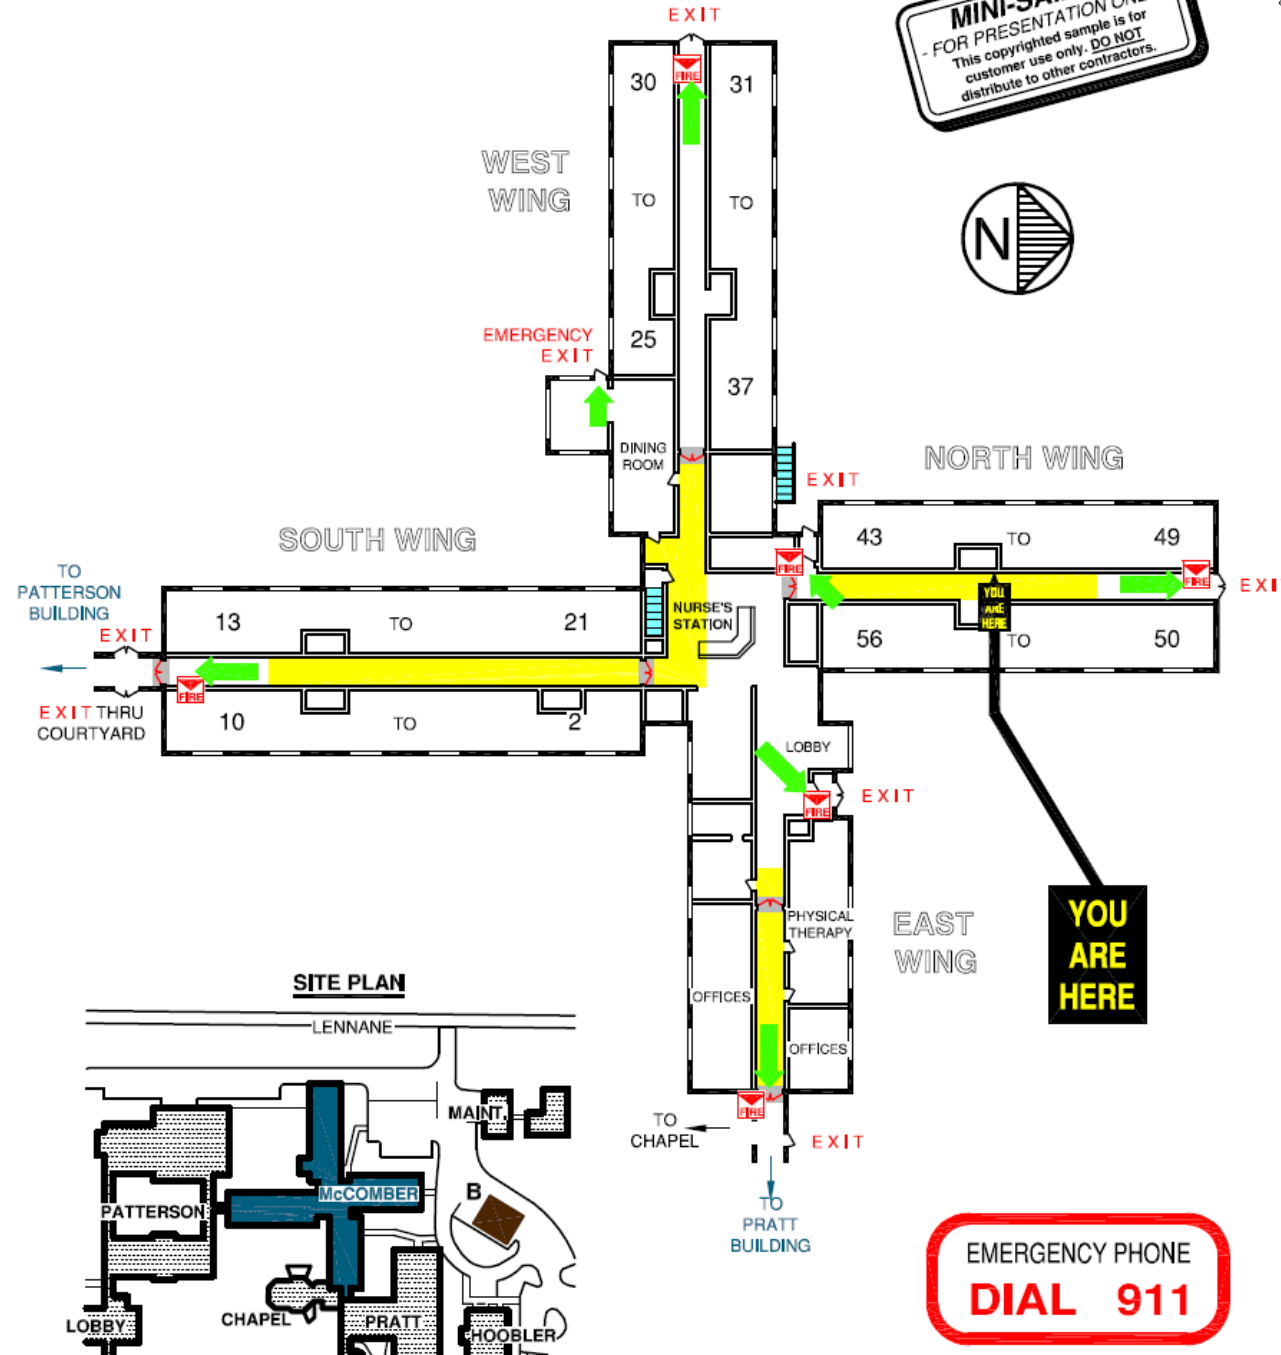 EXIT
MINI-SA
- FOR PRESENTATION ONL
This copyrighted sample is for
customer use only. DO NOT
distribute to other contractors.
FIRE
30
31
WEST
WING
TO
TO
N
EMERGENCY
EXIT
25
37
DINING
ROOM
NORTH WING
EXIT
SOUTH WING
43
TO
49
FIRE
FIRE
EXI
TO
PATTERSON
BUILDING
YOU
ARE
HERE
NURSE'S
STATION
13
TO
21
EXIT
56
TO
50
FIRE
EXIT THRU
COURTYARD
10
TO
2
LOBBY
EXIT
FIRE
PHYSICAL
THERAPY
EAST
WING
YOU
ARE
HERE
OFFICES
OFFICES
FIRE
TO
CHAPEL
EXIT
TO
PRATT
BUILDING
SITE PLAN
LENNANE
MAINT.
McCOMBER
B
PATTERSON
CHAPEL
PRATT
LOBBY
HOOBLER
EMERGENCY PHONE
DIAL 911